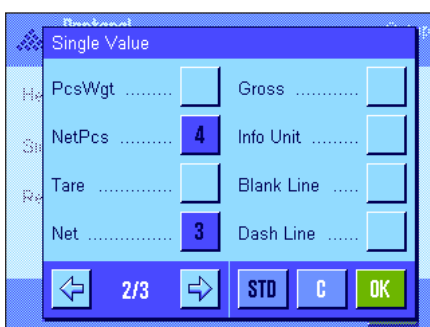 Single Value
PcsWgt .........
Gross ..........
NetPcs .......... 4
Info Unit .........
Tare .............
Blank Line .....
Net ............... 3
Dash Line ......
2/3 STD C OK